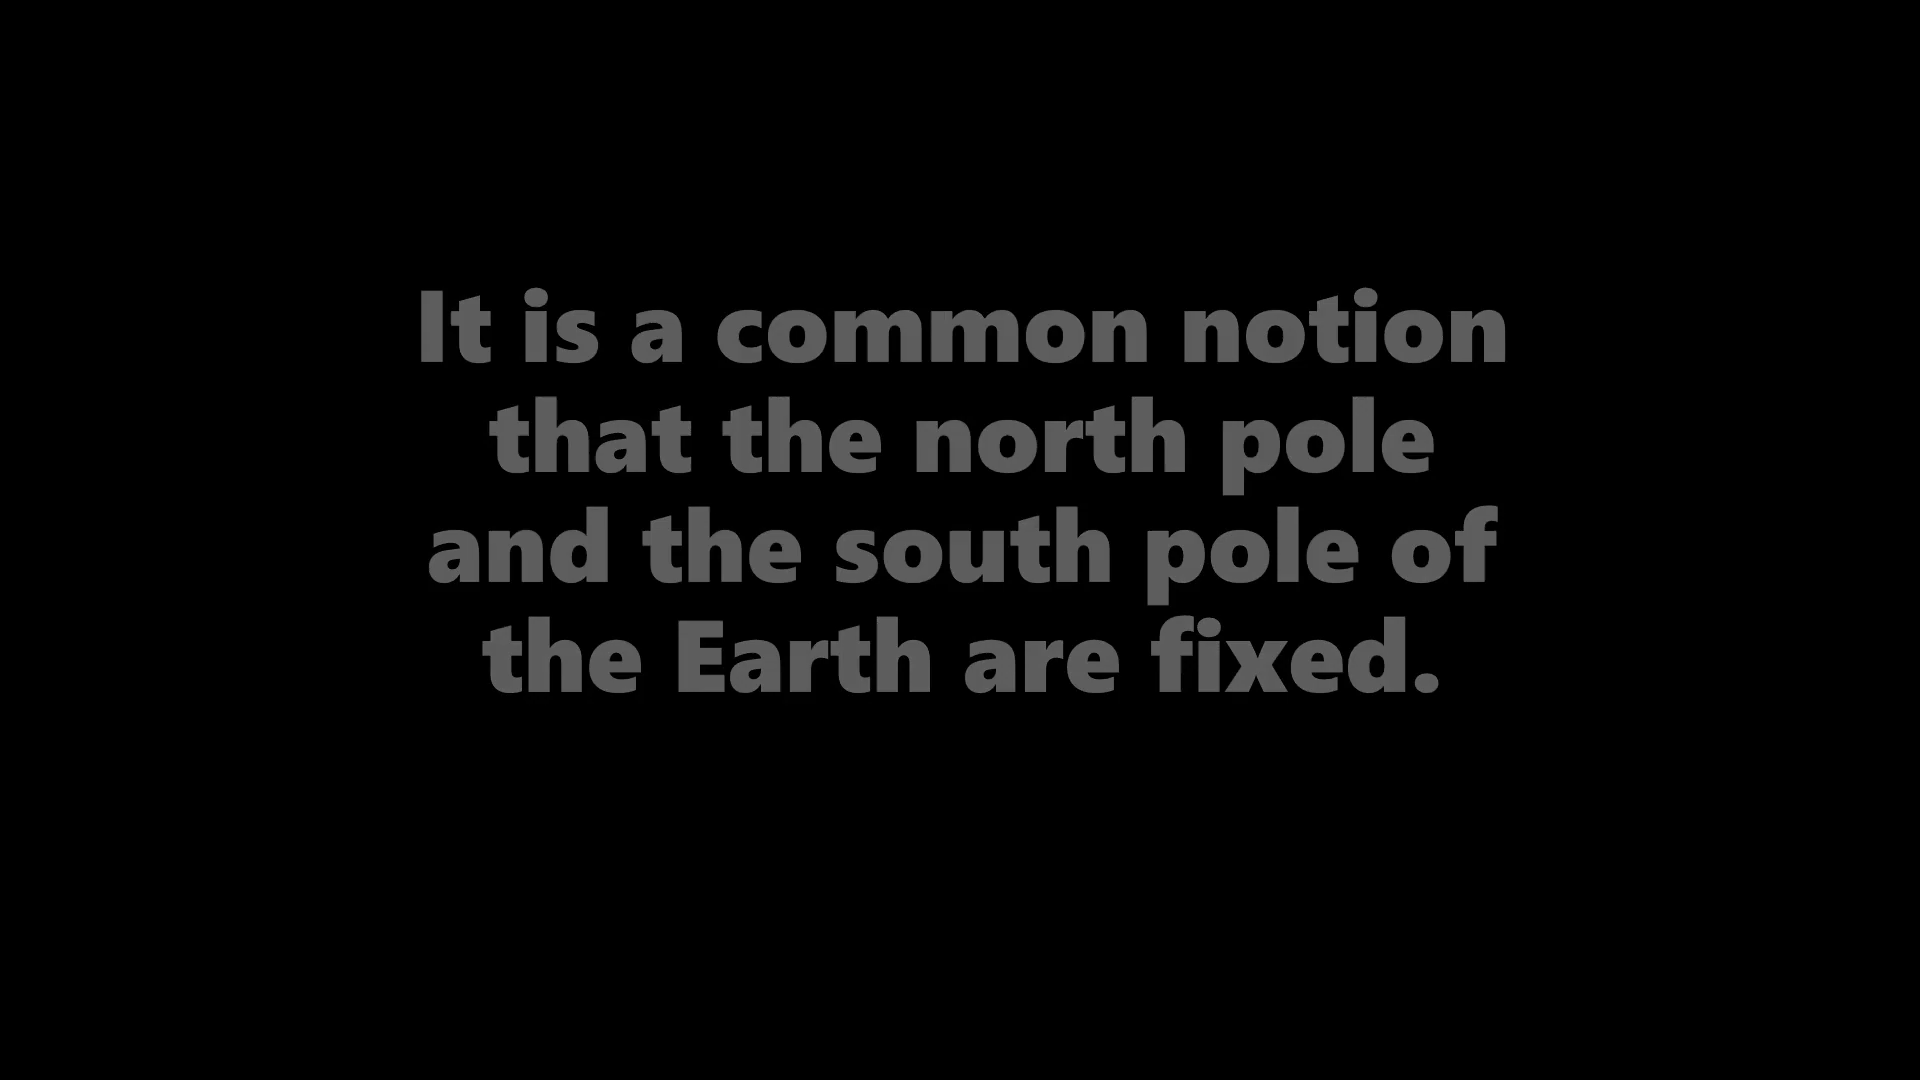 It is a common notion
that the north pole
and the south pole of
the Earth are fixed.